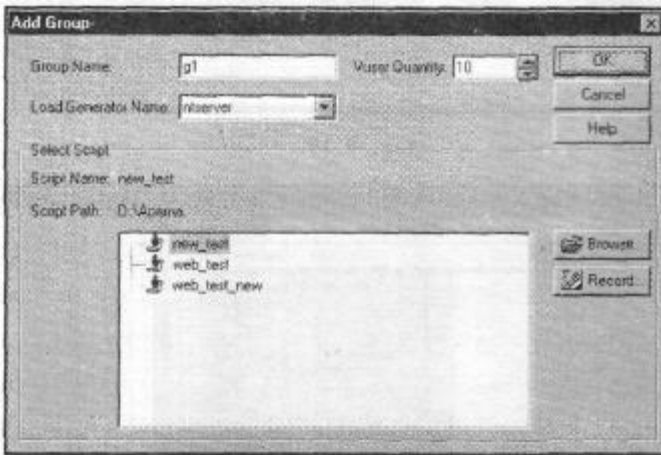 Add Group
Group Name: g1 Vuser Quantity: 10 OK
Cancel
Load Generator Name: ntserver
Help
Select Script
Script Name: new_test
Script Path: D:\Aparna
new_test
web_test
web_test_new
Browse...
Record...